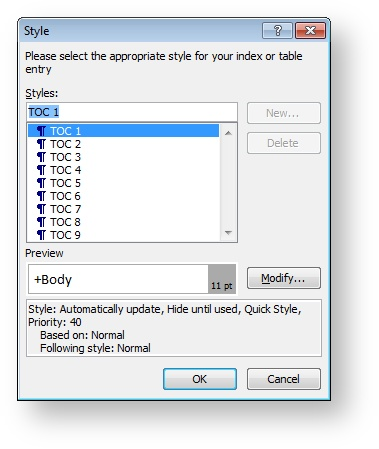 Style
?
Please select the appropriate style for your index or table
entry
Styles:
TOC 1
New...
¶ TOC 1
Delete
¶ TOC 2
¶ TOC 3
¶ TOC 4
¶ TOC 5
¶ TOC 6
¶ TOC 7
¶ TOC 8
¶ TOC 9
Preview
+Body
11 pt
Modify...
Style: Automatically update, Hide until used, Quick Style,
Priority: 40
Based on: Normal
Following style: Normal
OK
Cancel